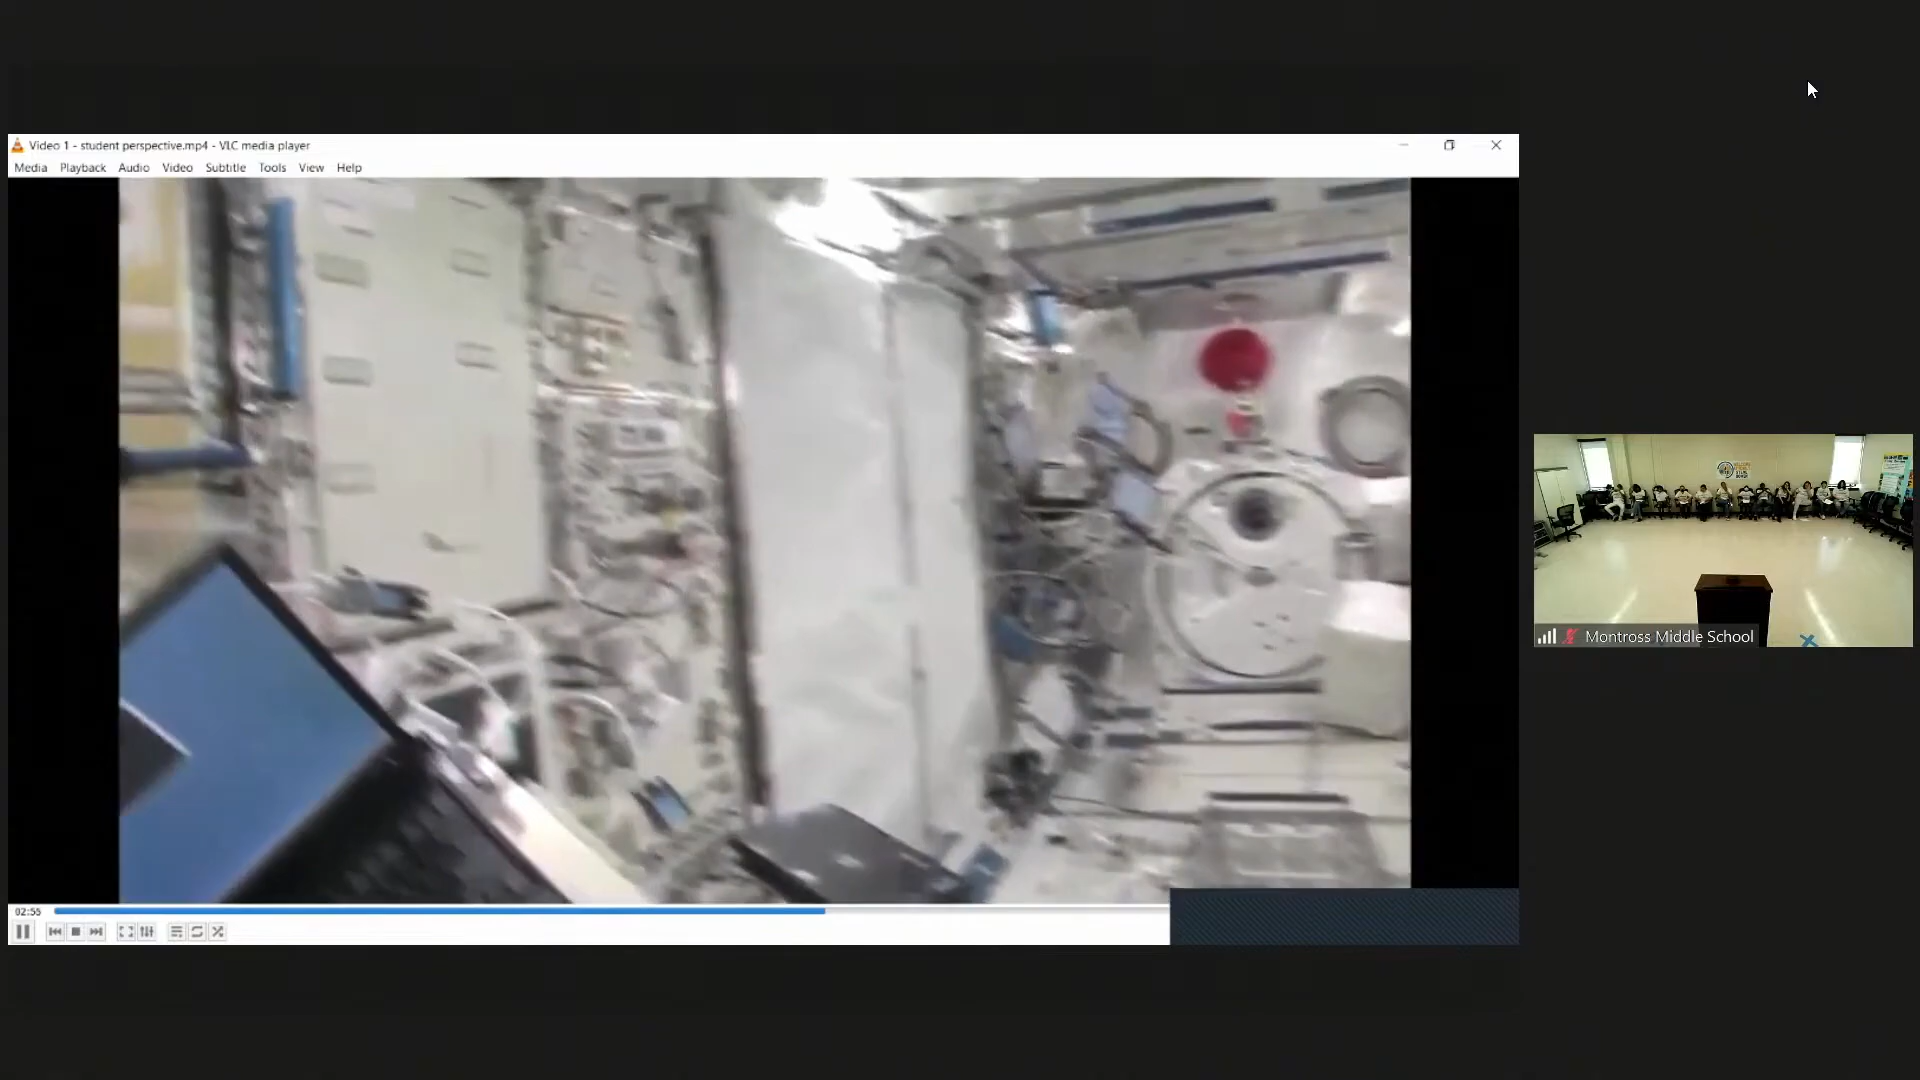 Video 1 - student perspective.mp4 - VLC media player
Media Playback Audio Video Subtitle Tools View Help
02:55
Montross Middle School